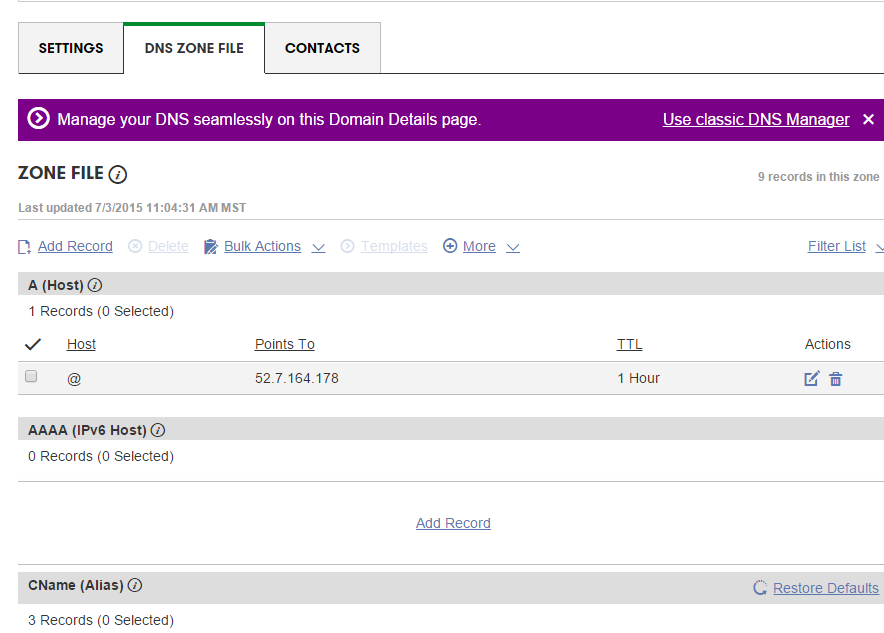 SETTINGS DNS ZONE FILE CONTACTS
Manage your DNS seamlessly on this Domain Details page. Use classic DNS Manager ×
ZONE FILE i
9 records in this zone
Last updated 7/3/2015 11:04:31 AM MST
Add Record Delete Bulk Actions Templates More Filter List
A (Host) i
1 Records (0 Selected)
Host Points To TTL Actions
@ 52.7.164.178 1 Hour
AAAA (IPv6 Host) i
0 Records (0 Selected)
Add Record
CName (Alias) i Restore Defaults
3 Records (0 Selected)